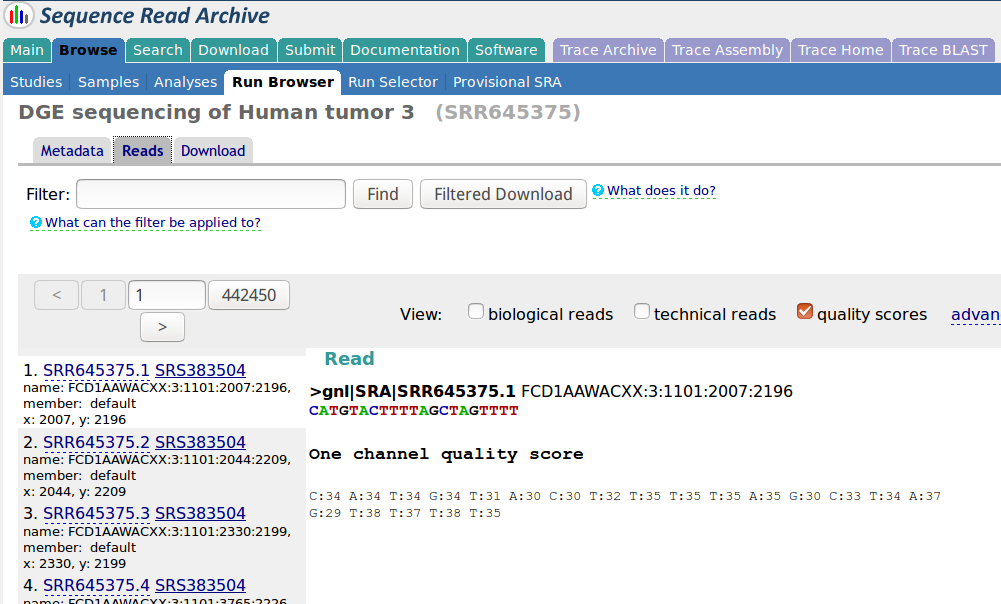 Sequence Read Archive
Main Browse Search Download Submit Documentation Software Trace Archive Trace Assembly Trace Home Trace BLAST
Studies Samples Analyses Run Browser Run Selector Provisional SRA
DGE sequencing of Human tumor 3 (SRR645375)
Metadata Reads Download
Filter: Find Filtered Download ? What does it do?
? What can the filter be applied to?
< 1 1 442450
>
View: biological reads technical reads quality scores advan
1. SRR645375.1 SRS383504
name: FCD1AAWACXX:3:1101:2007:2196,
member: default
x: 2007, y: 2196
2. SRR645375.2 SRS383504
name: FCD1AAWACXX:3:1101:2044:2209,
member: default
x: 2044, y: 2209
3. SRR645375.3 SRS383504
name: FCD1AAWACXX:3:1101:2330:2199,
member: default
x: 2330, y: 2199
4. SRR645375.4 SRS383504
name: FCD1AAWACXX:3:1101:3765:2226
Read
>gnl|SRA|SRR645375.1 FCD1AAWACXX:3:1101:2007:2196
CATGTACTTTTAGCTAGTTTT
One channel quality score
C:34 A:34 T:34 G:34 T:31 A:30 C:30 T:32 T:35 T:35 T:35 A:35 G:30 C:33 T:34 A:37
G:29 T:38 T:37 T:38 T:35